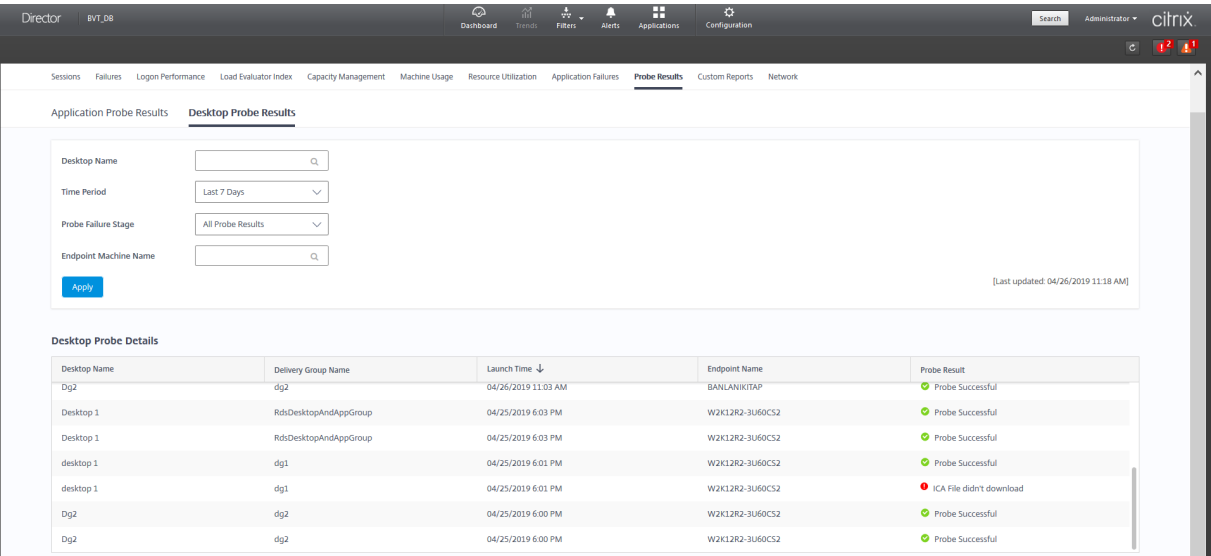 Director BVT_DB Dashboard Trends Filters Alerts Applications Configuration Search Administrator citrix
2 1
Sessions Failures Logon Performance Load Evaluator Index Capacity Management Machine Usage Resource Utilization Application Failures Probe Results Custom Reports Network
Application Probe Results Desktop Probe Results
Desktop Name
Time Period Last 7 Days
Probe Failure Stage All Probe Results
Endpoint Machine Name
Apply [Last updated: 04/26/2019 11:18 AM]
Desktop Probe Details
Desktop Name Delivery Group Name Launch Time Endpoint Name Probe Result
Dg2 dg2 04/26/2019 11:03 AM BANLANIKITAP Probe Successful
Desktop 1 RdsDesktopAndAppGroup 04/25/2019 6:03 PM W2K12R2-3U60CS2 Probe Successful
Desktop 1 RdsDesktopAndAppGroup 04/25/2019 6:03 PM W2K12R2-3U60CS2 Probe Successful
desktop 1 dg1 04/25/2019 6:01 PM W2K12R2-3U60CS2 Probe Successful
desktop 1 dg1 04/25/2019 6:01 PM W2K12R2-3U60CS2 ICA File didn't download
Dg2 dg2 04/25/2019 6:00 PM W2K12R2-3U60CS2 Probe Successful
Dg2 dg2 04/25/2019 6:00 PM W2K12R2-3U60CS2 Probe Successful